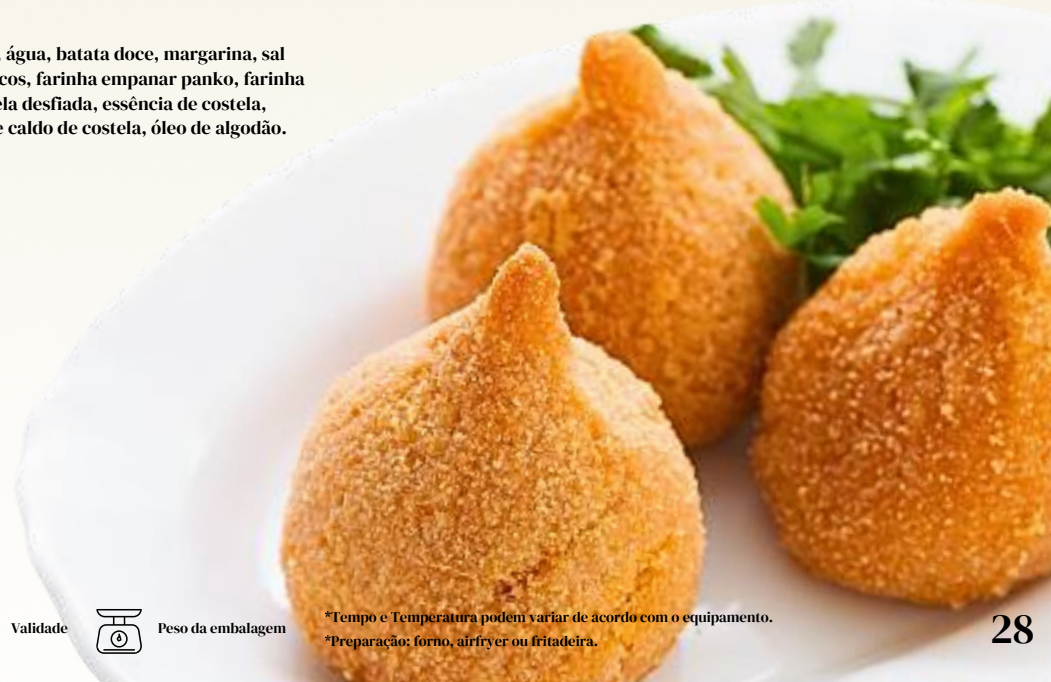 , água, batata doce, margarina, sal
cos, farinha empanar panko, farinha
ela desfiada, essência de costela,
e caldo de costela, óleo de algodão.
Validade
Peso da embalagem
*Tempo e Temperatura podem variar de acordo com o equipamento.
*Preparação: forno, airfryer ou fritadeira.
28